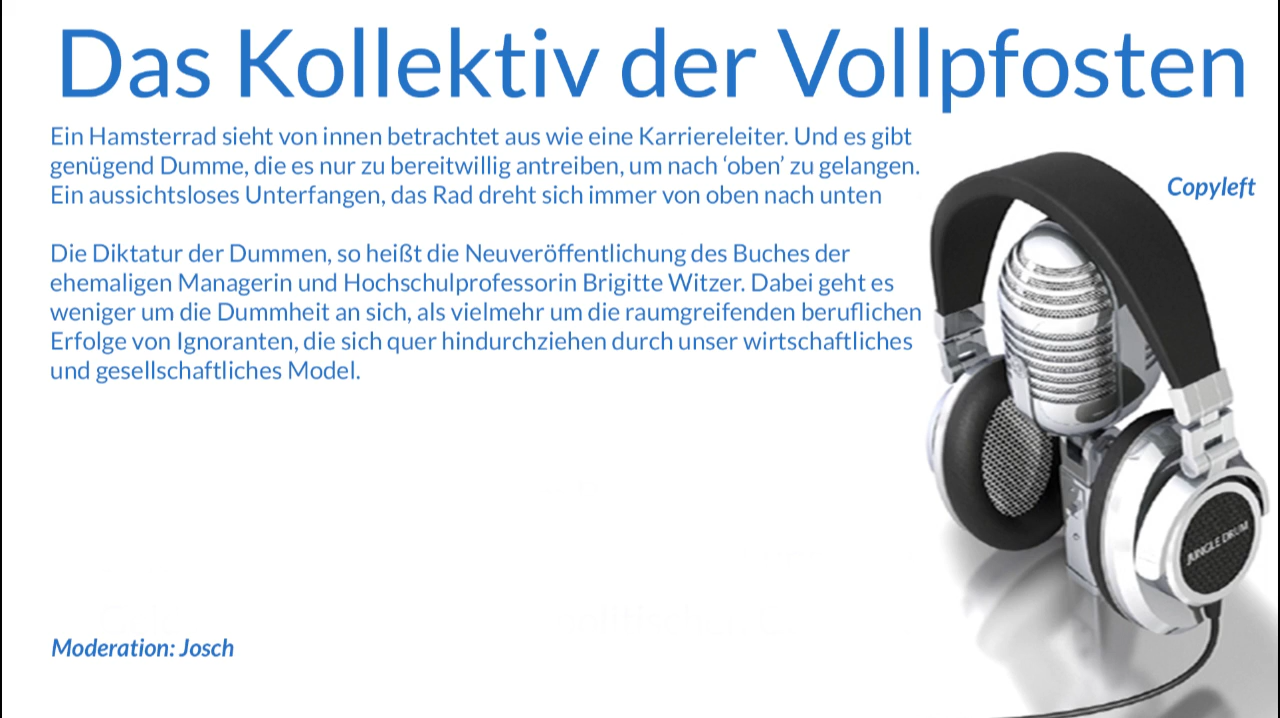 Das Kollektiv der Vollpfosten
Ein Hamsterrad sieht von innen betrachtet aus wie eine Karriereleiter. Und es gibt
genügend Dumme, die es nur zu bereitwillig antreiben, um nach ‘oben’ zu gelangen.
Ein aussichtsloses Unterfangen, das Rad dreht sich immer von oben nach unten
Copyleft
Die Diktatur der Dummen, so heißt die Neuveröffentlichung des Buches der
ehemaligen Managerin und Hochschulprofessorin Brigitte Witzer. Dabei geht es
weniger um die Dummheit an sich, als vielmehr um die raumgreifenden beruflichen
Erfolge von Ignoranten, die sich quer hindurchziehen durch unser wirtschaftliches
und gesellschaftliches Model.
JUNGLE DRUM
Moderation: Josch